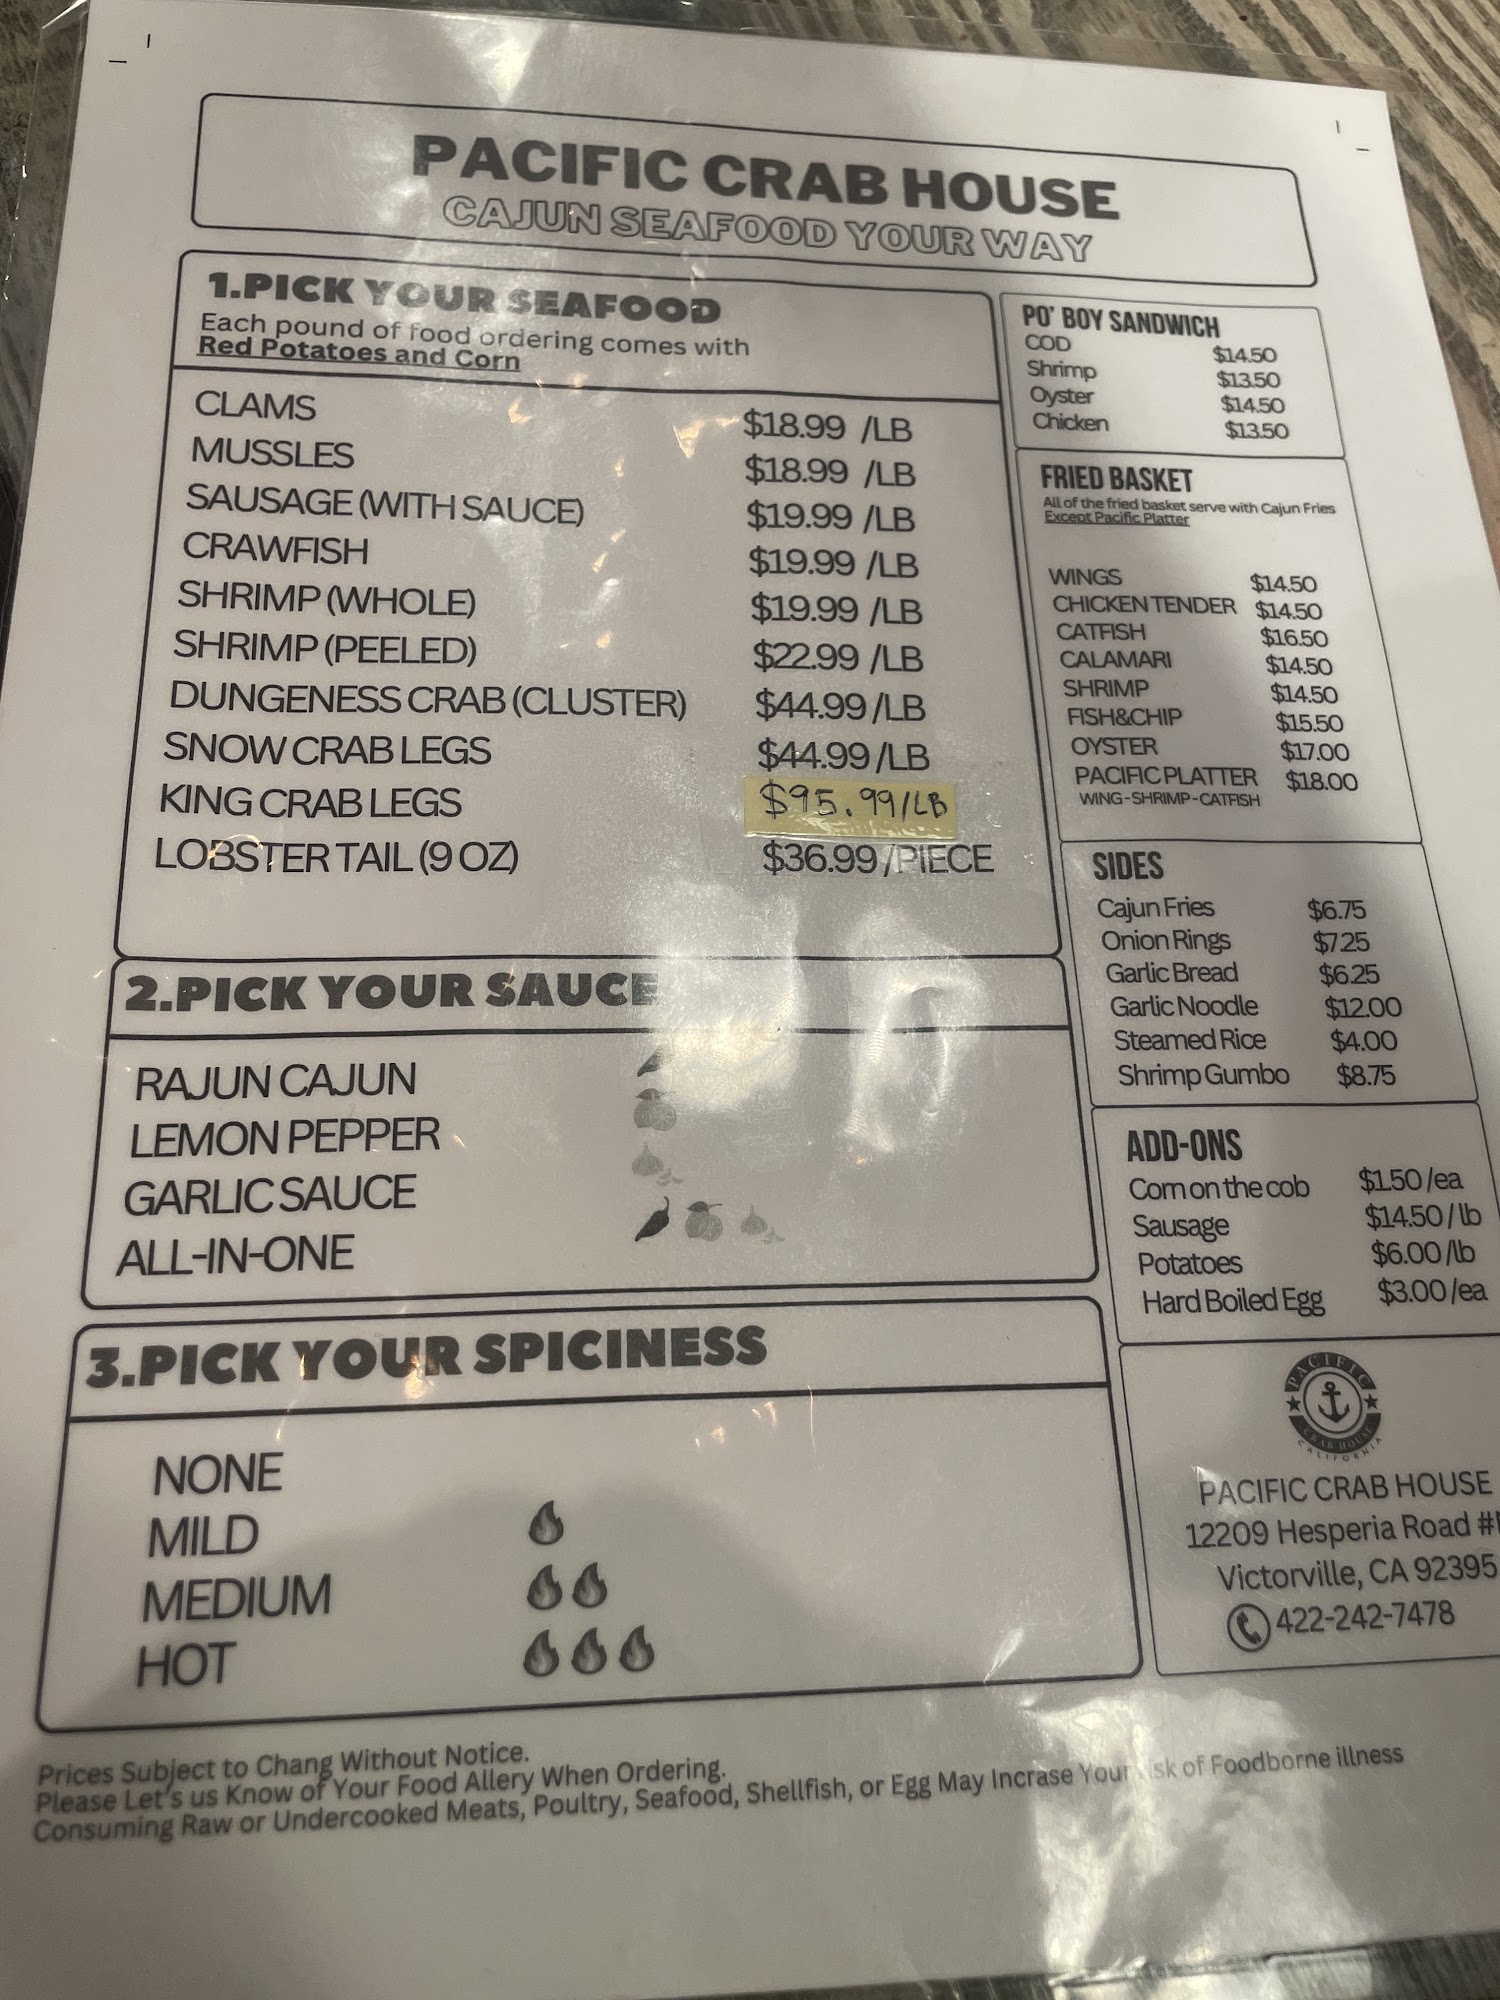 PACIFIC CRAB HOUSE
CAJUN SEAFOOD YOUR WAY
1.PICK YOUR SEAFOOD
Each pound of food ordering comes with
Red Potatoes and Corn
CLAMS $18.99 /LB
MUSSLES $18.99 /LB
SAUSAGE (WITH SAUCE) $19.99 /LB
CRAWFISH $19.99 /LB
SHRIMP (WHOLE) $19.99 /LB
SHRIMP (PEELED) $22.99 /LB
DUNGENESS CRAB (CLUSTER) $44.99 /LB
SNOW CRAB LEGS $44.99 /LB
KING CRAB LEGS $95.99/LB
LOBSTER TAIL (9 OZ) $36.99 /PIECE
2.PICK YOUR SAUCE
RAJUN CAJUN
LEMON PEPPER
GARLIC SAUCE
ALL-IN-ONE
3.PICK YOUR SPICINESS
NONE
MILD
MEDIUM
HOT
PO' BOY SANDWICH
COD $14.50
Shrimp $13.50
Oyster $14.50
Chicken $13.50
FRIED BASKET
All of the fried basket serve with Cajun Fries
Except Pacific Platter
WINGS $14.50
CHICKEN TENDER $14.50
CATFISH $16.50
CALAMARI $14.50
SHRIMP $14.50
FISH&CHIP $15.50
OYSTER $17.00
PACIFIC PLATTER $18.00
WING-SHRIMP-CATFISH
SIDES
Cajun Fries $6.75
Onion Rings $7.25
Garlic Bread $6.25
Garlic Noodle $12.00
Steamed Rice $4.00
Shrimp Gumbo $8.75
ADD-ONS
Corn on the cob $1.50 /ea
Sausage $14.50 / lb
Potatoes $6.00 /lb
Hard Boiled Egg $3.00 /ea
PACIFIC
CRAB HOUSE
CALIFORNIA
PACIFIC CRAB HOUSE
12209 Hesperia Road
Victorville, CA 92395
422-242-7478
Prices Subject to Chang Without Notice.
Please Let's us Know of Your Food Allery When Ordering.
Consuming Raw or Undercooked Meats, Poultry, Seafood, Shellfish, or Egg May Incrase Your of Foodborne illness